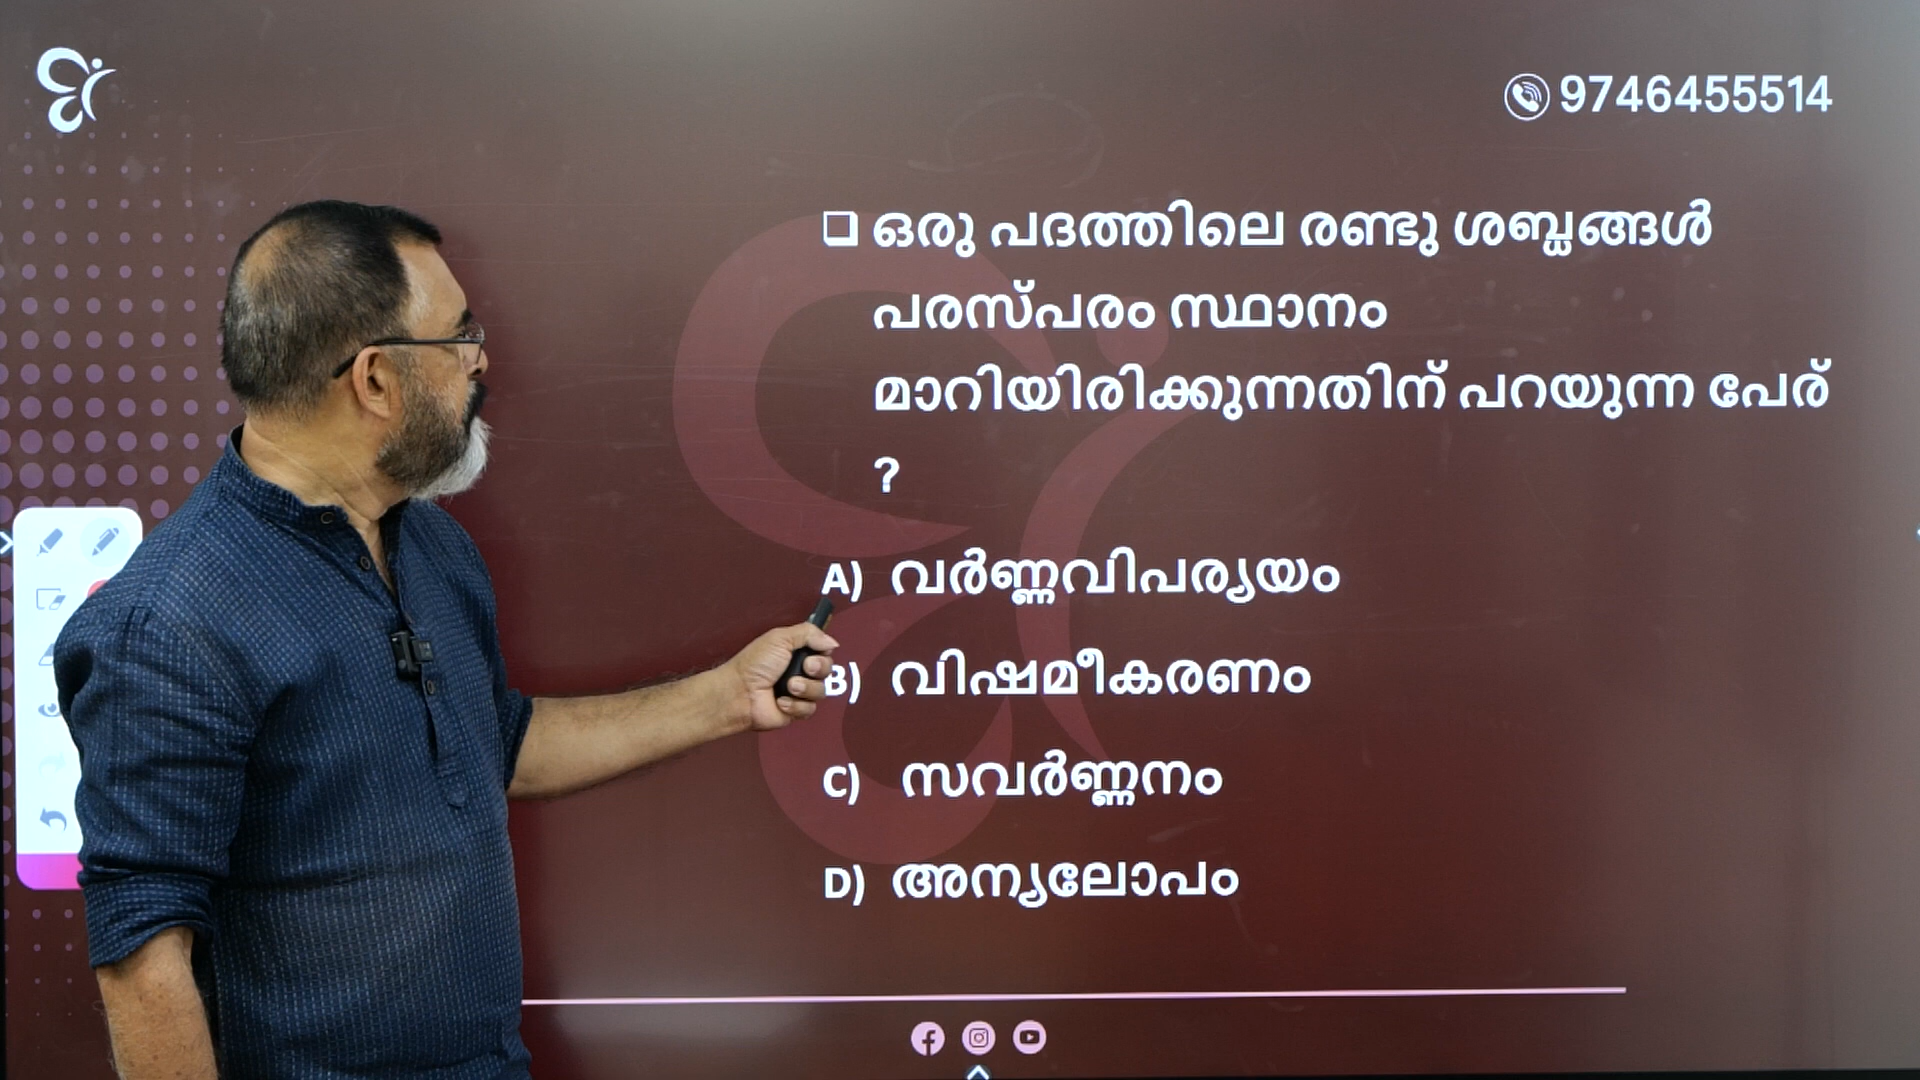 9746455514
❑ ഒരു പദത്തിലെ രണ്ടു ശബ്ദങ്ങൾ
പരസ്പരം സ്ഥാനം
മാറിയിരിക്കുന്നതിന് പറയുന്ന പേര്
?
A) വർണ്ണവിപര്യയം
B) വിഷമീകരണം
C) സവർണ്ണനം
D) അന്യലോപം